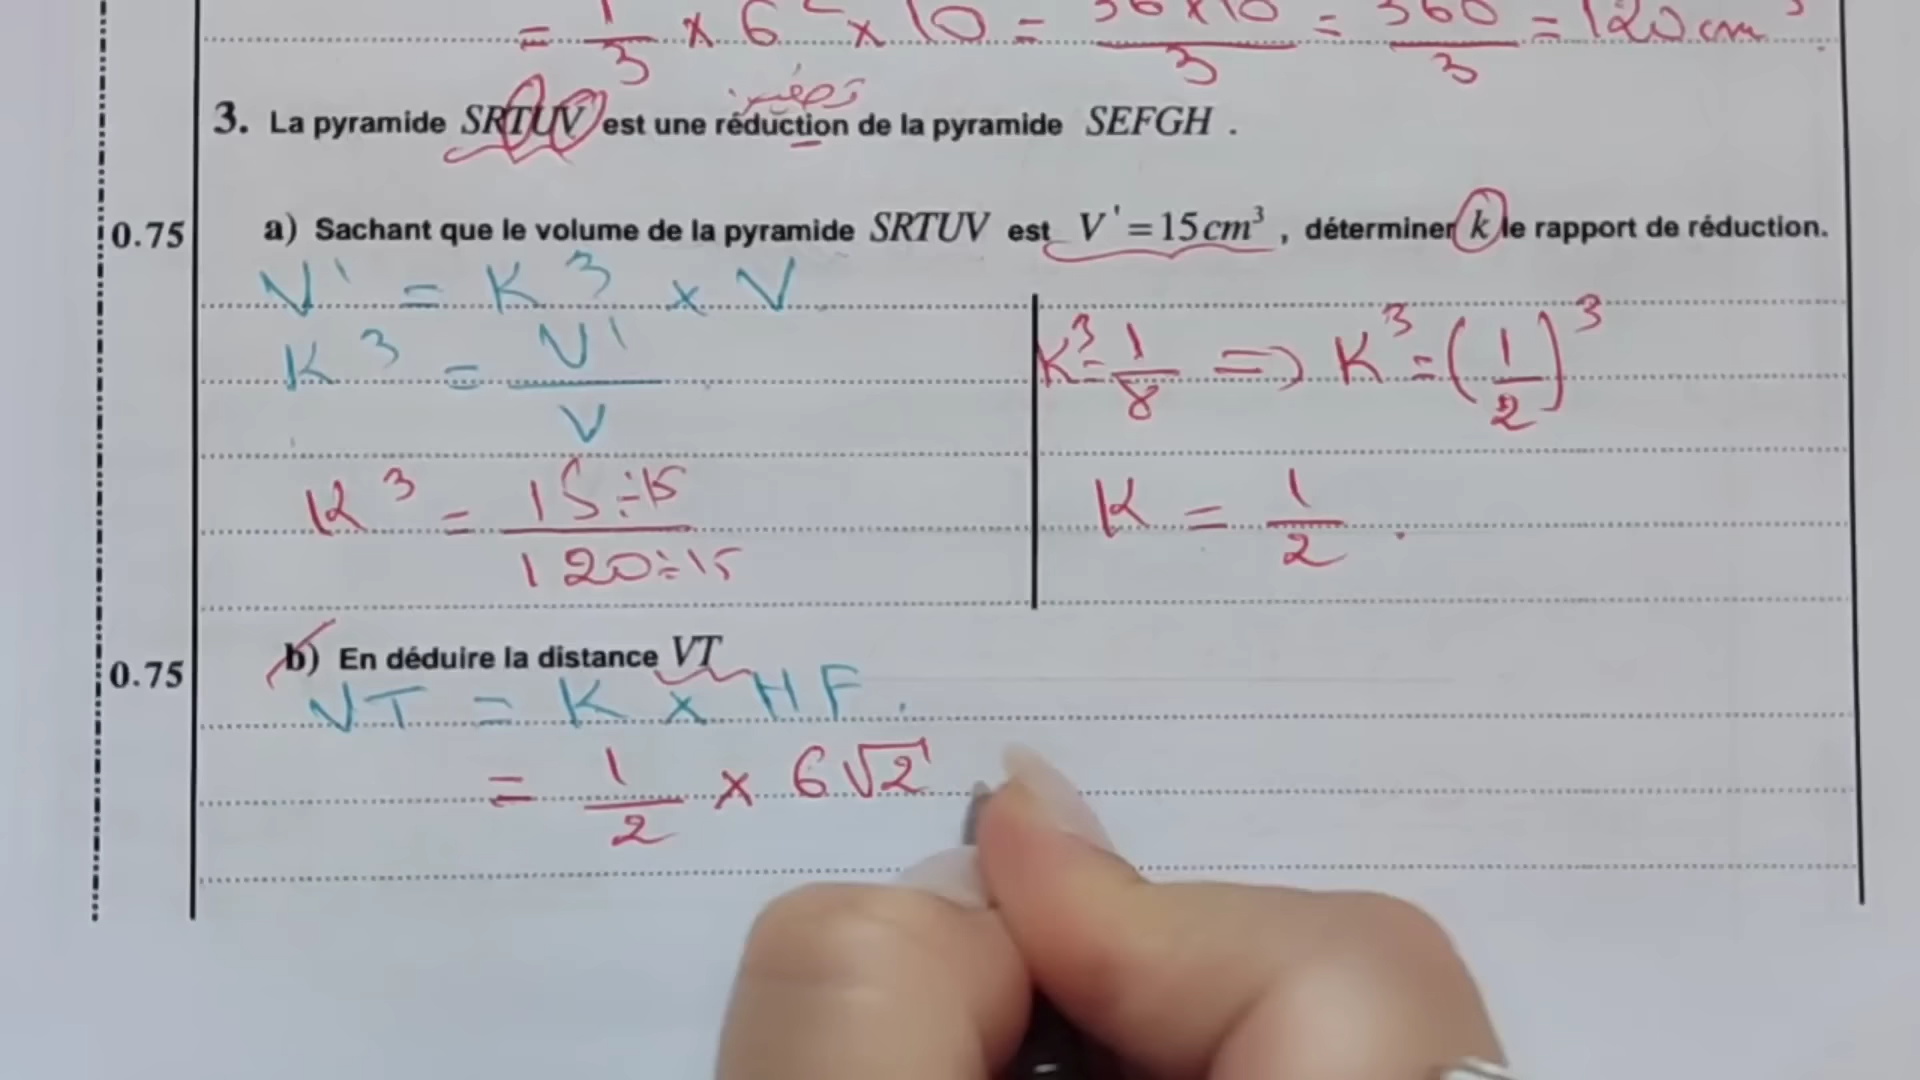 = 1/3 × 6² × 10 = 36×10/3 = 360/3 = 120 cm³
تصغير
3. La pyramide SRTUV est une réduction de la pyramide SEFGH .
0.75 a) Sachant que le volume de la pyramide SRTUV est V' = 15 cm³ , déterminer k le rapport de réduction.
V' = K³ × V
K³ = V'/V
K³ = 15÷15/120÷15
K³ = 1/8 => K³ = (1/2)³
K = 1/2 .
0.75 b) En déduire la distance VT
VT = K × HF .
= 1/2 × 6√2